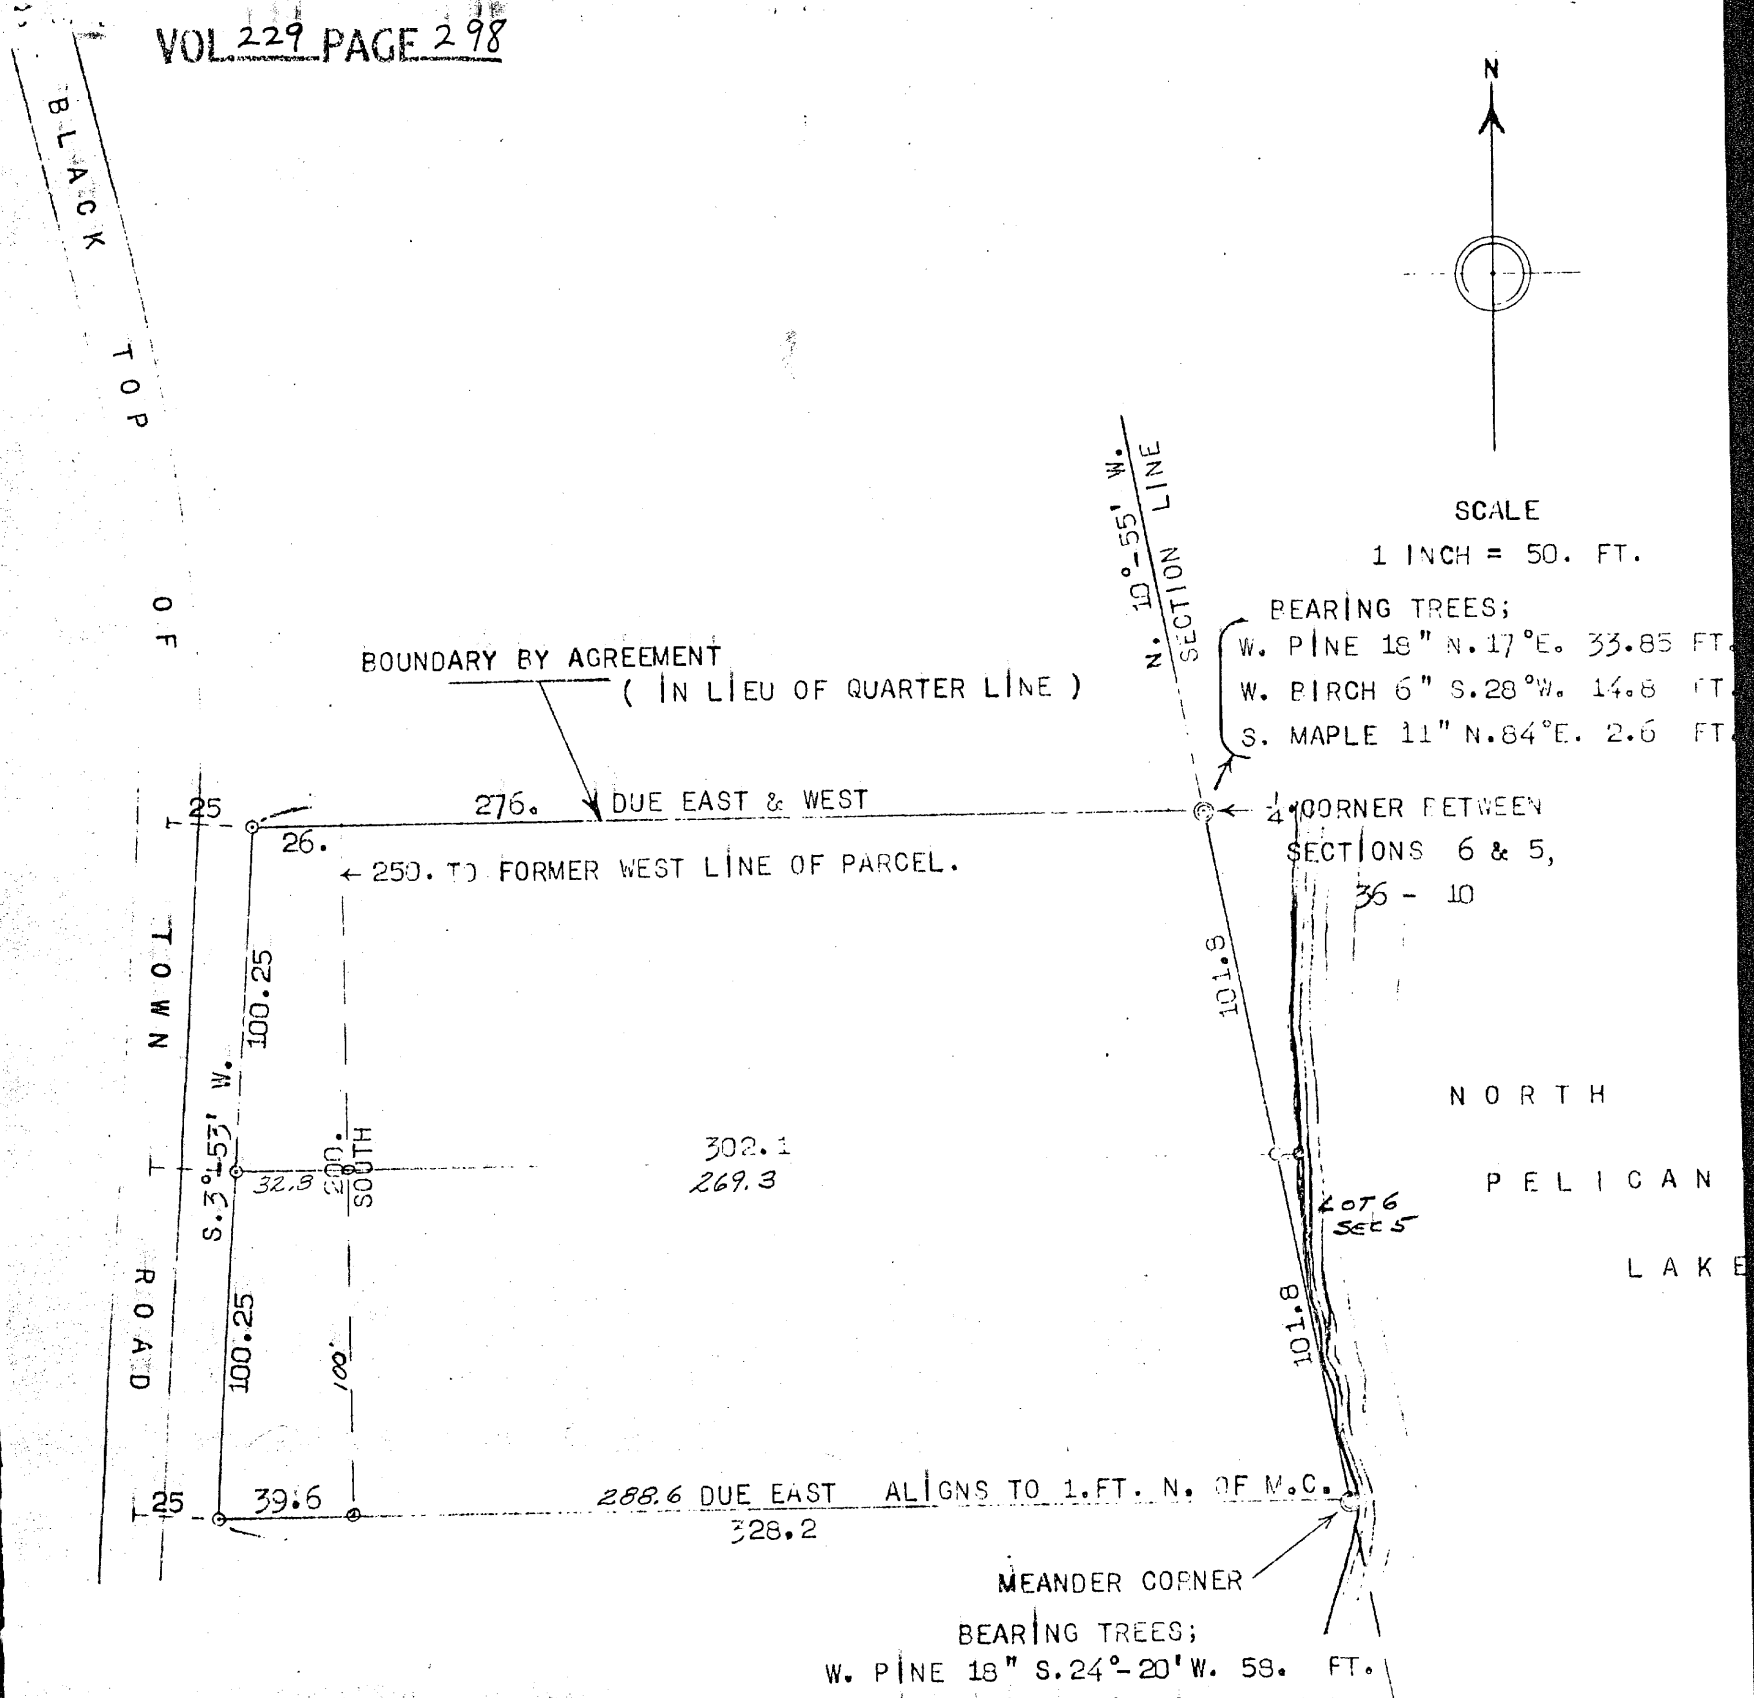 VOL. 229 PAGE 298
N
BLACK TOP OF TOWN ROAD
SCALE
1 INCH = 50. FT.
N. 10°-55' W.
SECTION LINE
BEARING TREES;
W. PINE 18" N.17°E. 33.85 FT.
W. BIRCH 6" S.28°W. 14.8 FT.
S. MAPLE 11" N.84°E. 2.6 FT.
BOUNDARY BY AGREEMENT
( IN LIEU OF QUARTER LINE )
25
276.
DUE EAST & WEST
1/4 CORNER BETWEEN
SECTIONS 6 & 5,
36 - 10
26.
← 250. TO FORMER WEST LINE OF PARCEL.
100.25
101.8
S.3°-53' W.
NORTH
PELICAN
LAKE
302.1
269.3
32.8
200.
SOUTH
LOT 6
SEC 5
100.25
100.
101.8
25
39.6
288.6 DUE EAST ALIGNS TO 1.FT. N. OF M.C.
328.2
MEANDER CORNER
BEARING TREES;
W. PINE 18" S.24°-20'W. 58. FT.